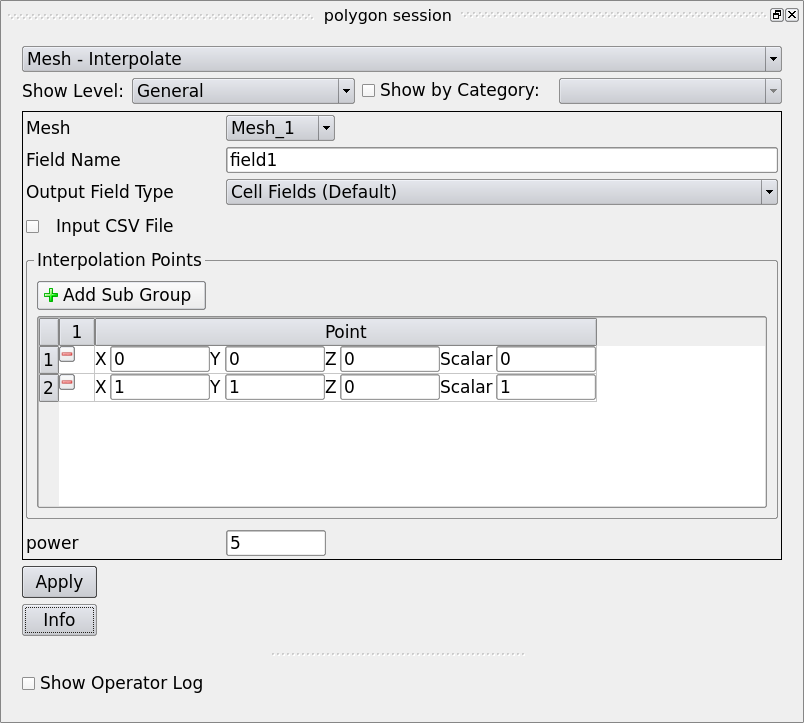 polygon session
Mesh - Interpolate
Show Level: General Show by Category:
Mesh Mesh_1
Field Name field1
Output Field Type Cell Fields (Default)
Input CSV File
Interpolation Points
Add Sub Group
1 Point
1 X 0 Y 0 Z 0 Scalar 0
2 X 1 Y 1 Z 0 Scalar 1
power 5
Apply
Info
Show Operator Log